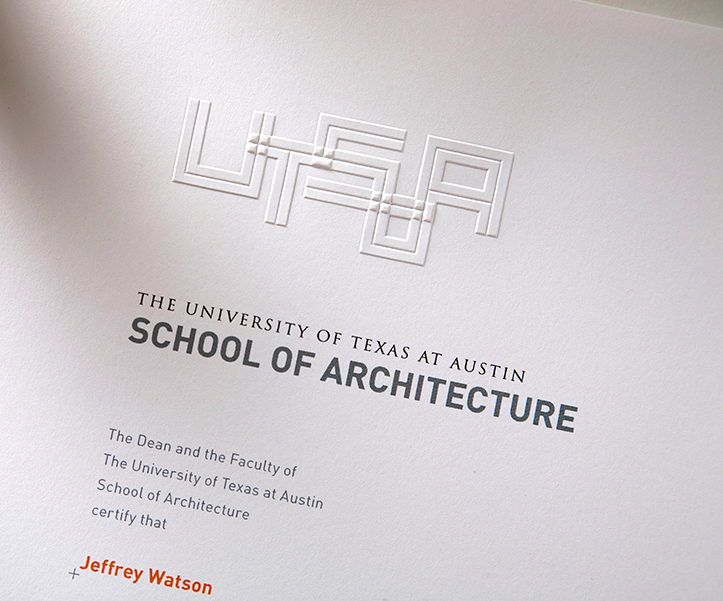 UTSOA
THE UNIVERSITY OF TEXAS AT AUSTIN
SCHOOL OF ARCHITECTURE
The Dean and the Faculty of
The University of Texas at Austin
School of Architecture
certify that
+Jeffrey Watson